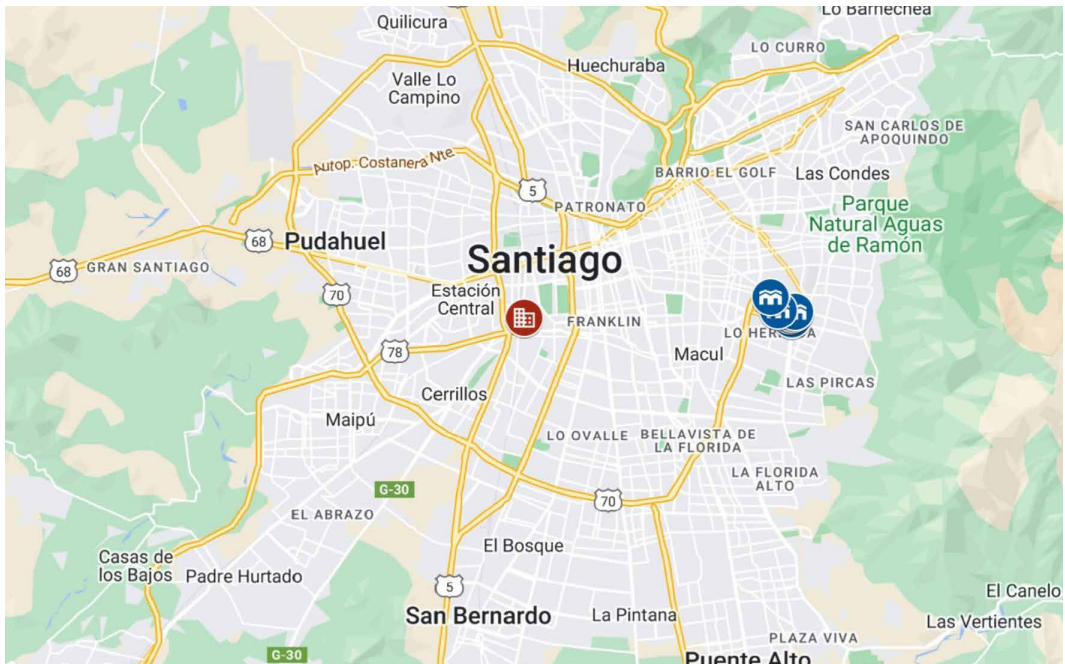 Lo Barnechea
Quilicura
LO CURRO
Huechuraba
Valle Lo
Campino
SAN CARLOS DE
APOQUINDO
Autop. Costanera Nte
BARRIO EL GOLF
Las Condes
5
PATRONATO
Parque
Natural Aguas
de Ramón
68
Pudahuel
Santiago
68
GRAN SANTIAGO
70
Estación
Central
FRANKLIN
LO HER
78
Macul
LAS PIRCAS
Cerrillos
Maipú
LO OVALLE
BELLAVISTA DE
LA FLORIDA
LA FLORIDA
ALTO
G-30
70
EL ABRAZO
El Bosque
Casas de
los Bajos
Padre Hurtado
5
El Canelo
San Bernardo
La Pintana
Las Vertientes
PLAZA VIVA
G-30
Puente Alto